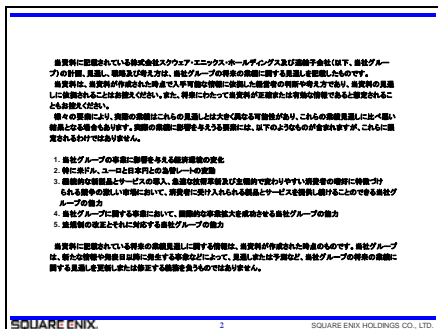 当資料に記載されている株式会社スクウェア・エニックス・ホールディングス及び連結子会社(以下、当社グルー
プ)の計画、見通し、戦略及び考え方は、当社グループの将来の業績に関する見通しを記載したものです。
当資料は、当資料が作成された時点で入手可能な情報に依拠した経営者の判断や考え方であり、当資料の見通
しに依拠されることはお控えください。また、将来にわたって当資料が正確または有効な情報であると想定されるこ
ともお控えください。
様々の要素により、実際の業績はこれらの見通しとは大きく異なる可能性があり、これらの業績見通しに比べ悪い
結果となる場合もあります。実際の業績に影響を与えうる要素には、以下のようなものが含まれますが、これらに限
定されるわけではありません。
1. 当社グループの事業に影響を与える経済環境の変化
2. 特に米ドル、ユーロと日本円との為替レートの変動
3. 継続的な新製品とサービスの導入、急速な技術革新及び主観的で変わりやすい消費者の嗜好に特徴づけ
られる競争の激しい市場において、消費者に受け入れられる製品とサービスを提供し続けることのできる当社グ
ループの能力
4. 当社グループに関する事業において、国際的な事業拡大を成功させる当社グループの能力
5. 法規制の改正とそれに対応する当社グループの能力
当資料に記載されている将来の業績見通しに関する情報は、当資料が作成された時点のものです。当社グループ
は、新たな情報や発表日以降に発生する事象などによって、見通しまたは予測など、当社グループの将来の業績に
関する見通しを更新しまたは修正する義務を負うものではありません。
SQUARE ENIX.
2
SQUARE ENIX HOLDINGS CO., LTD.